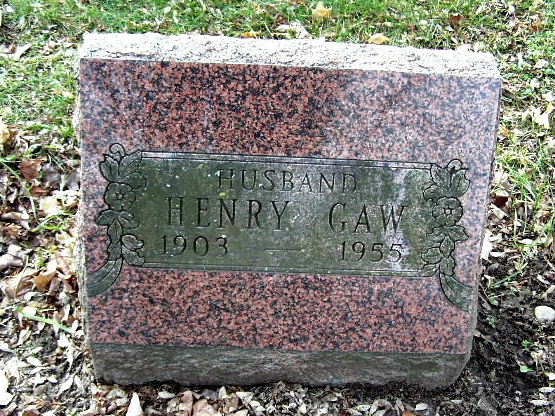 HUSBAND
HENRY GAW
1903 — 1955